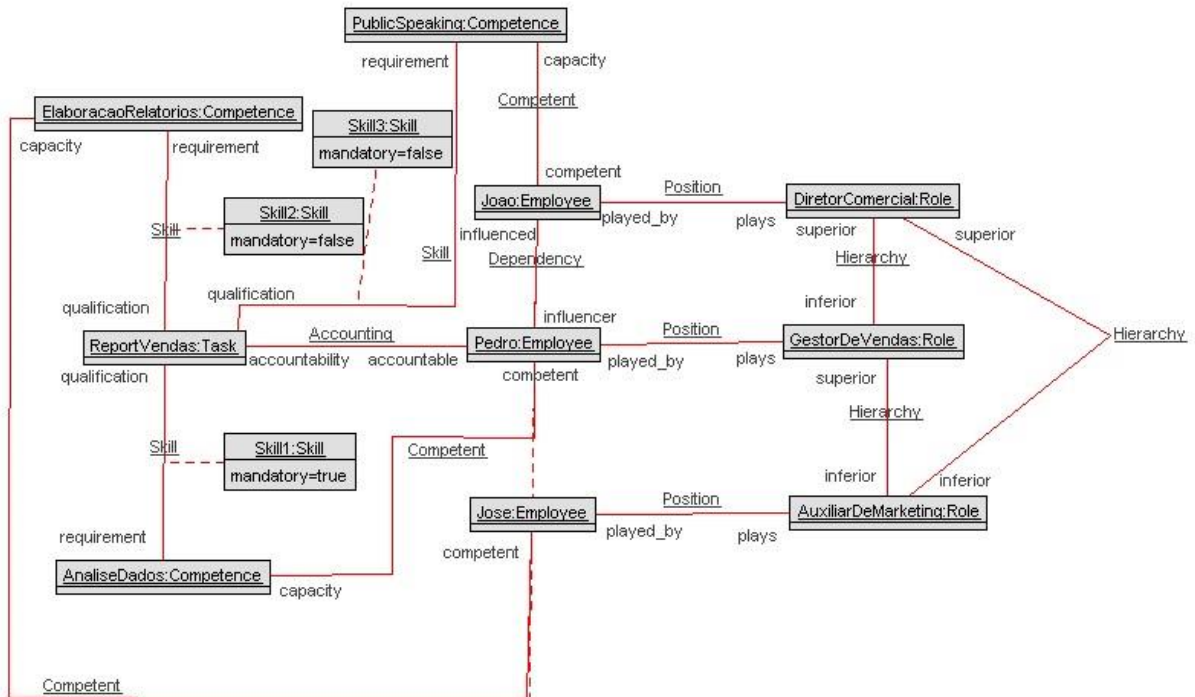 PublicSpeaking:Competence
requirement
capacity
Competent
ElaboracaoRelatorios:Competence
capacity
requirement
Skill3:Skill
mandatory=false
competent
Joao:Employee
Position
played_by
plays
DiretorComercial:Role
superior
superior
Skill2:Skill
mandatory=false
Skill
influenced
Dependency
Skill
Hierarchy
qualification
qualification
influencer
inferior
Hierarchy
ReportVendas:Task
Accounting
accountability
accountable
Pedro:Employee
Position
played_by
plays
GestorDeVendas:Role
qualification
competent
superior
Hierarchy
Skill
Skill1:Skill
mandatory=true
Competent
inferior
inferior
Jose:Employee
Position
played_by
plays
AuxiliarDeMarketing:Role
requirement
competent
AnaliseDados:Competence
capacity
Competent